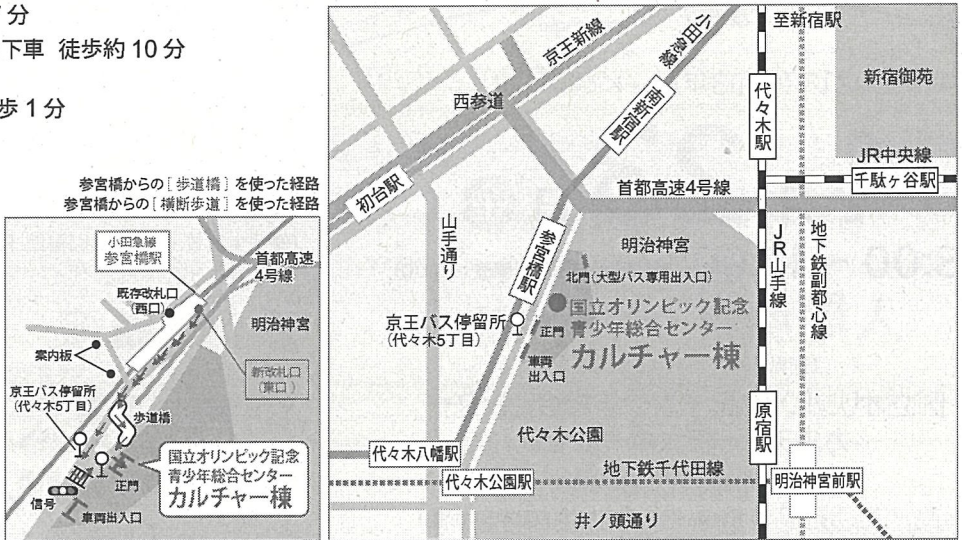 分
下車 徒歩約 10 分
歩 1 分
参宮橋からの［歩道橋］を使った経路
参宮橋からの［横断歩道］を使った経路
小田急線
参宮橋駅
首都高速
4号線
既存改札口
（西口）
明治神宮
案内板
新改札口
（東口）
京王バス停留所
（代々木5丁目）
歩道橋
国立オリンピック記念
青少年総合センター
カルチャー棟
正門
信号
車両出入口
至新宿駅
小田急線
京王新線
新宿御苑
西参道
南新宿駅
代々木駅
JR中央線
千駄ヶ谷駅
初台駅
首都高速4号線
山手通り
参宮橋駅
明治神宮
JR山手線
地下鉄副都心線
北門（大型バス専用出入口）
国立オリンピック記念
青少年総合センター
カルチャー棟
京王バス停留所
（代々木5丁目）
正門
車両
出入口
原宿駅
代々木公園
代々木八幡駅
地下鉄千代田線
代々木公園駅
明治神宮前駅
井ノ頭通り